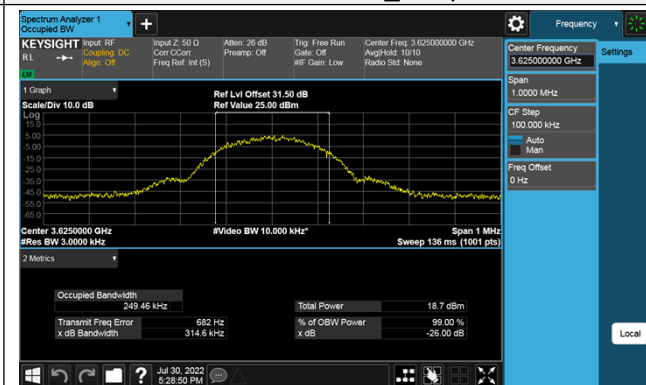 Spectrum Analyzer 1
Occupied BW
+
Frequency
KEYSIGHT
RL
Input: RF
Coupling: DC
Align: Off
Input Z: 50 Ω
Corr CCorr
Freq Ref: Int (S)
Atten: 26 dB
Preamp: Off
Trig: Free Run
Gate: Off
#IF Gain: Low
Center Freq: 3.625000000 GHz
Avg|Hold: 10/10
Radio Std: None
Center Frequency
3.625000000 GHz
Settings
Span
1.0000 MHz
CF Step
100.000 kHz
Auto
Man
Freq Offset
0 Hz
1 Graph
Scale/Div 10.0 dB
Ref Lvl Offset 31.50 dB
Ref Value 25.00 dBm
Log
15.0
5.00
-5.00
-15.0
-25.0
-35.0
-45.0
-55.0
-65.0
Center 3.6250000 GHz
#Res BW 3.0000 kHz
#Video BW 10.000 kHz*
Span 1 MHz
Sweep 136 ms (1001 pts)
2 Metrics
Occupied Bandwidth
249.46 kHz
Total Power 18.7 dBm
Transmit Freq Error 682 Hz
% of OBW Power 99.00 %
x dB Bandwidth 314.6 kHz
x dB -26.00 dB
Local
?
Jul 30, 2022
5:28:50 PM